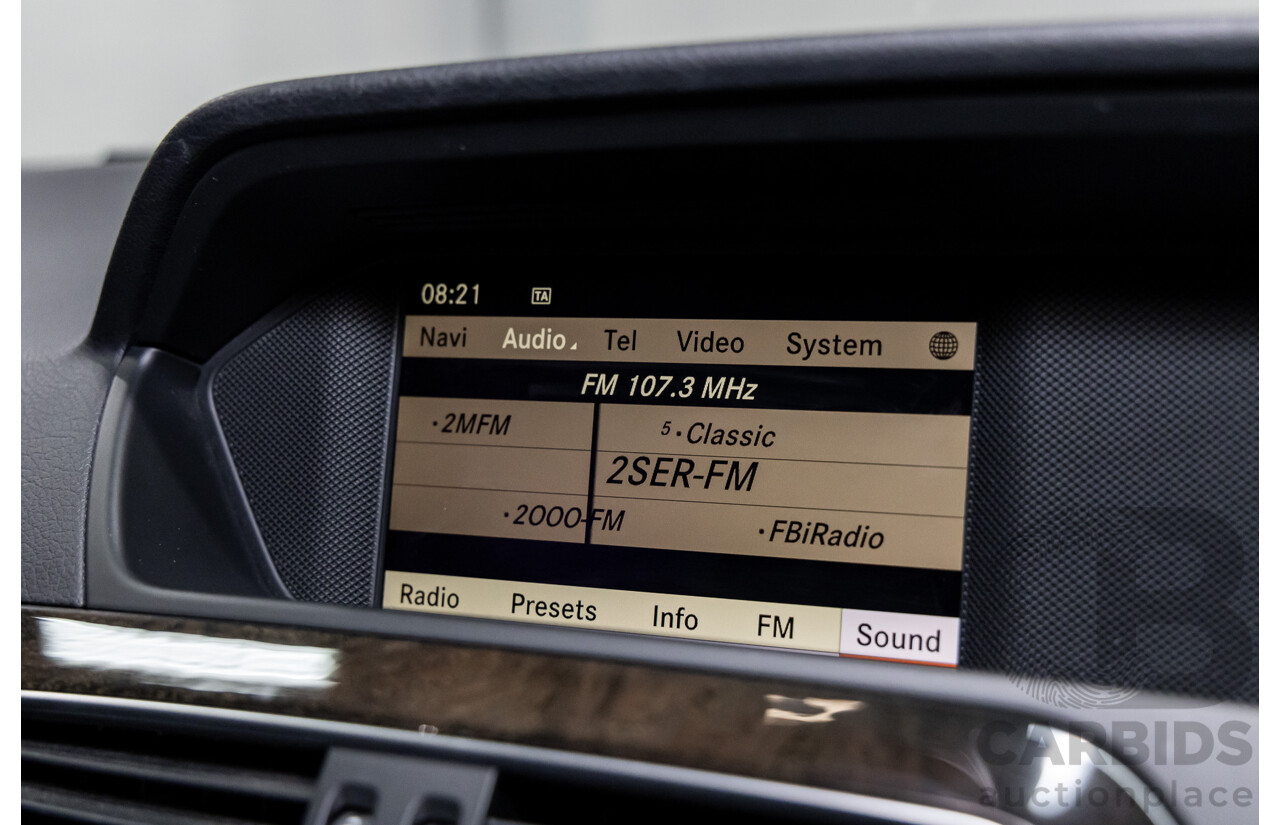 08:21 TA
Navi Audio Tel Video System
FM 107.3 MHz
·2MFM 5·Classic
2SER-FM
·2000-FM ·FBiRadio
Radio Presets Info FM Sound
CARBIDS
auctionplace